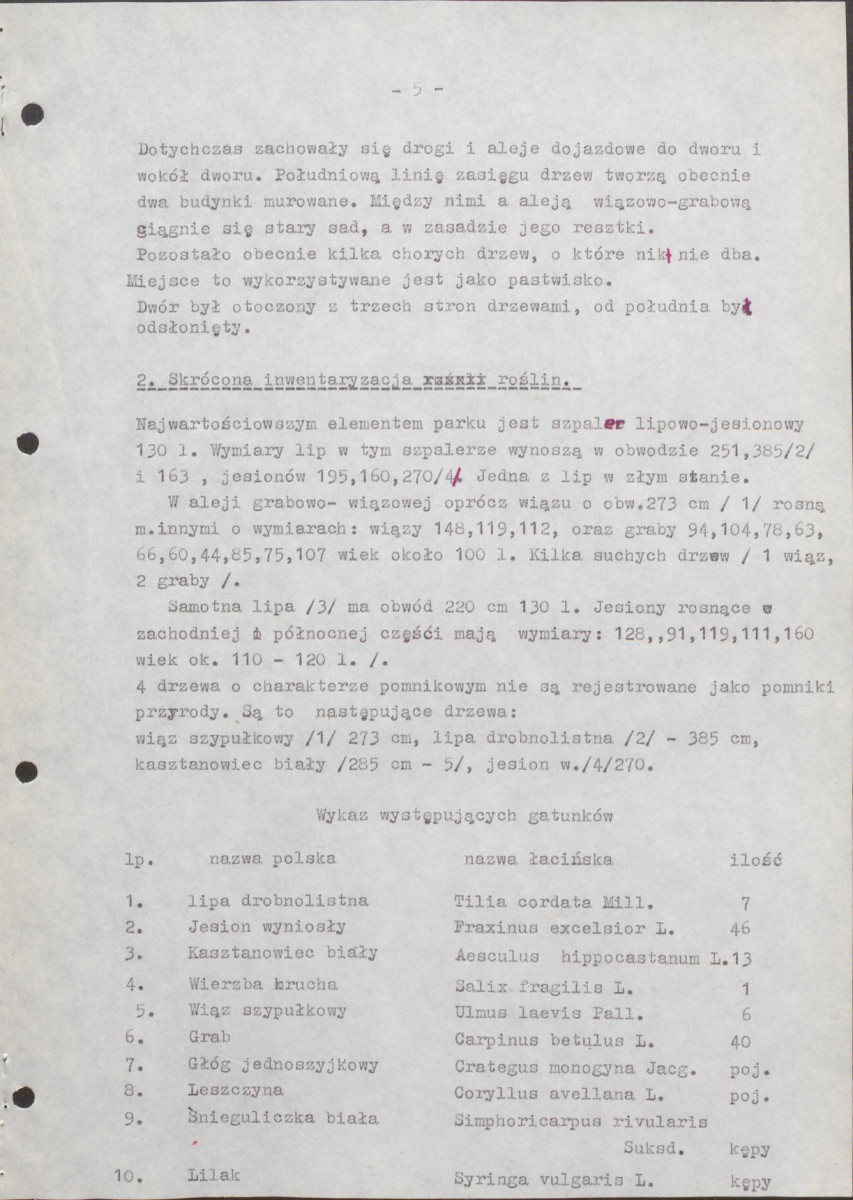 - 5 -
Dotychczas zachowały się drogi i aleje dojazdowe do dworu i
wokół dworu. Południową linię zasięgu drzew tworzą obecnie
dwa budynki murowane. Między nimi a aleją wiązowo-grabową
giągnie się stary sad, a w zasadzie jego resztki.
Pozostało obecnie kilka chorych drzew, o które nikt nie dba.
Miejsce to wykorzystywane jest jako pastwisko.
Dwór był otoczony z trzech stron drzewami, od południa był
odsłonięty.
2. Skrócona inwentaryzacja roślin.
Najwartościowszym elementem parku jest szpaler lipowo-jesionowy
130 l. Wymiary lip w tym szpalerze wynoszą w obwodzie 251,385/2/
i 163 , jesionów 195,160,270/4/. Jedna z lip w złym stanie.
W aleji grabowo- wiązowej oprócz wiązu o obw.273 cm / 1/ rosną
m.innymi o wymiarach: wiązy 148,119,112, oraz graby 94,104,78,63,
66,60,44,85,75,107 wiek około 100 l. Kilka suchych drzew / 1 wiąz,
2 graby /.
Samotna lipa /3/ ma obwód 220 cm 130 l. Jesiony rosnące w
zachodniej i północnej częśći mają wymiary: 128,,91,119,111,160
wiek ok. 110 - 120 l. /.
4 drzewa o charakterze pomnikowym nie są rejestrowane jako pomniki
przyrody. Są to następujące drzewa:
wiąz szypułkowy /1/ 273 cm, lipa drobnolistna /2/ - 385 cm,
kasztanowiec biały /285 cm - 5/, jesion w./4/270.
Wykaz występujących gatunków
lp. nazwa polska nazwa łacińska ilość
1. lipa drobnolistna Tilia cordata Mill. 7
2. Jesion wyniosły Fraxinus excelsior L. 46
3. Kasztanowiec biały Aesculus hippocastanum L.13
4. Wierzba krucha Salix fragilis L. 1
5. Wiąz szypułkowy Ulmus laevis Pall. 6
6. Grab Carpinus betulus L. 40
7. Głóg jednoszyjkowy Crategus monogyna Jacg. poj.
8. Leszczyna Coryllus avellana L. poj.
9. Śnieguliczka biała Simphoricarpus rivularis
Suksd. kępy
10. Lilak Syringa vulgaris L. kępy